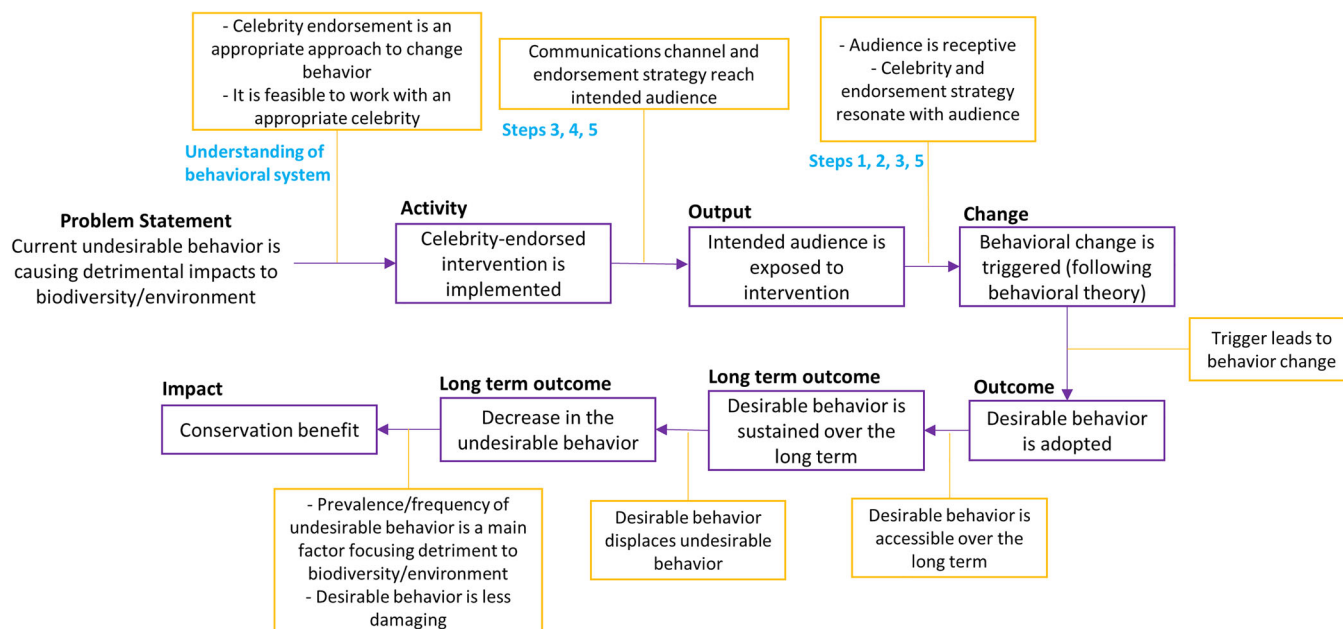 - Celebrity endorsement is an
appropriate approach to change
behavior
- It is feasible to work with an
appropriate celebrity
Communications channel and
endorsement strategy reach
intended audience
- Audience is receptive
- Celebrity and
endorsement strategy
resonate with audience
Understanding of
behavioral system
Steps 3, 4, 5
Steps 1, 2, 3, 5
Problem Statement
Current undesirable behavior is
causing detrimental impacts to
biodiversity/environment
Activity
Celebrity-endorsed
intervention is
implemented
Output
Intended audience is
exposed to
intervention
Change
Behavioral change is
triggered (following
behavioral theory)
Trigger leads to
behavior change
Outcome
Desirable behavior
is adopted
Long term outcome
Desirable behavior is
sustained over the
long term
Long term outcome
Decrease in the
undesirable behavior
Impact
Conservation benefit
- Prevalence/frequency of
undesirable behavior is a main
factor focusing detriment to
biodiversity/environment
- Desirable behavior is less
damaging
Desirable behavior
displaces undesirable
behavior
Desirable behavior is
accessible over the
long term